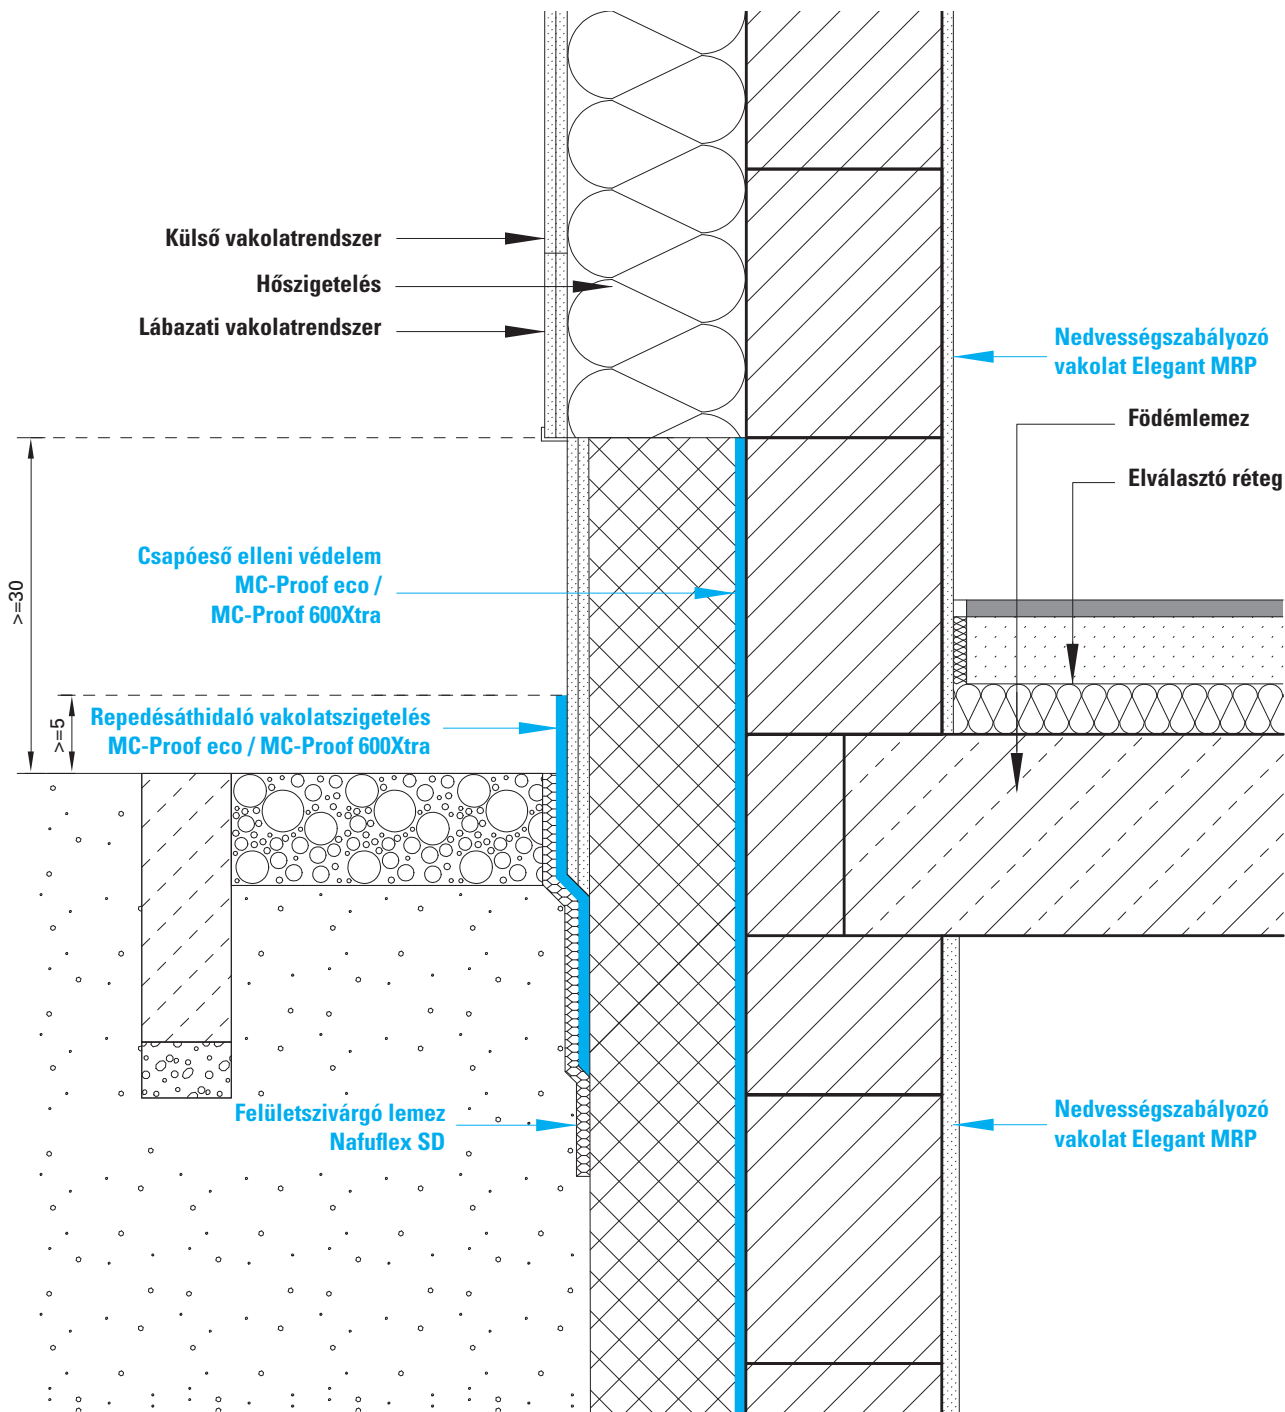 Külső vakolatrendszer
Hőszigetelés
Lábazati vakolatrendszer
Nedvességszabályozó
vakolat Elegant MRP
Födémlemez
Elválasztó réteg
Csapóeső elleni védelem
MC-Proof eco /
MC-Proof 600Xtra
>=30
>=5
Repedésáthidaló vakolatszigetelés
MC-Proof eco / MC-Proof 600Xtra
Felületszivárgó lemez
Nafuflex SD
Nedvességszabályozó
vakolat Elegant MRP